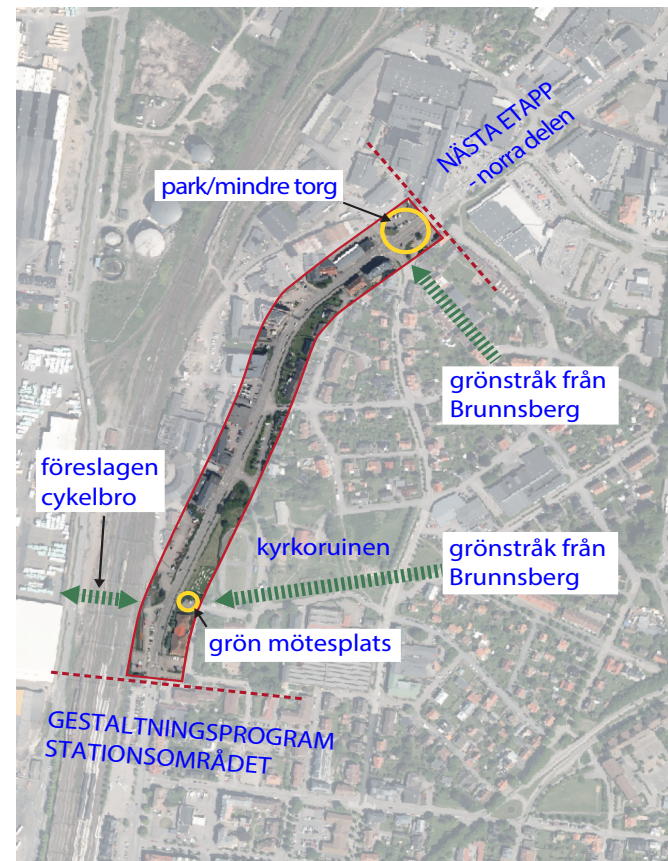 NÄSTA ETAPP
- norra delen
park/mindre torg
grönstråk från
Brunnsberg
föreslagen
cykelbro
kyrkoruinen
grönstråk från
Brunnsberg
grön mötesplats
GESTALTNINGSPROGRAM
STATIONSOMRÅDET